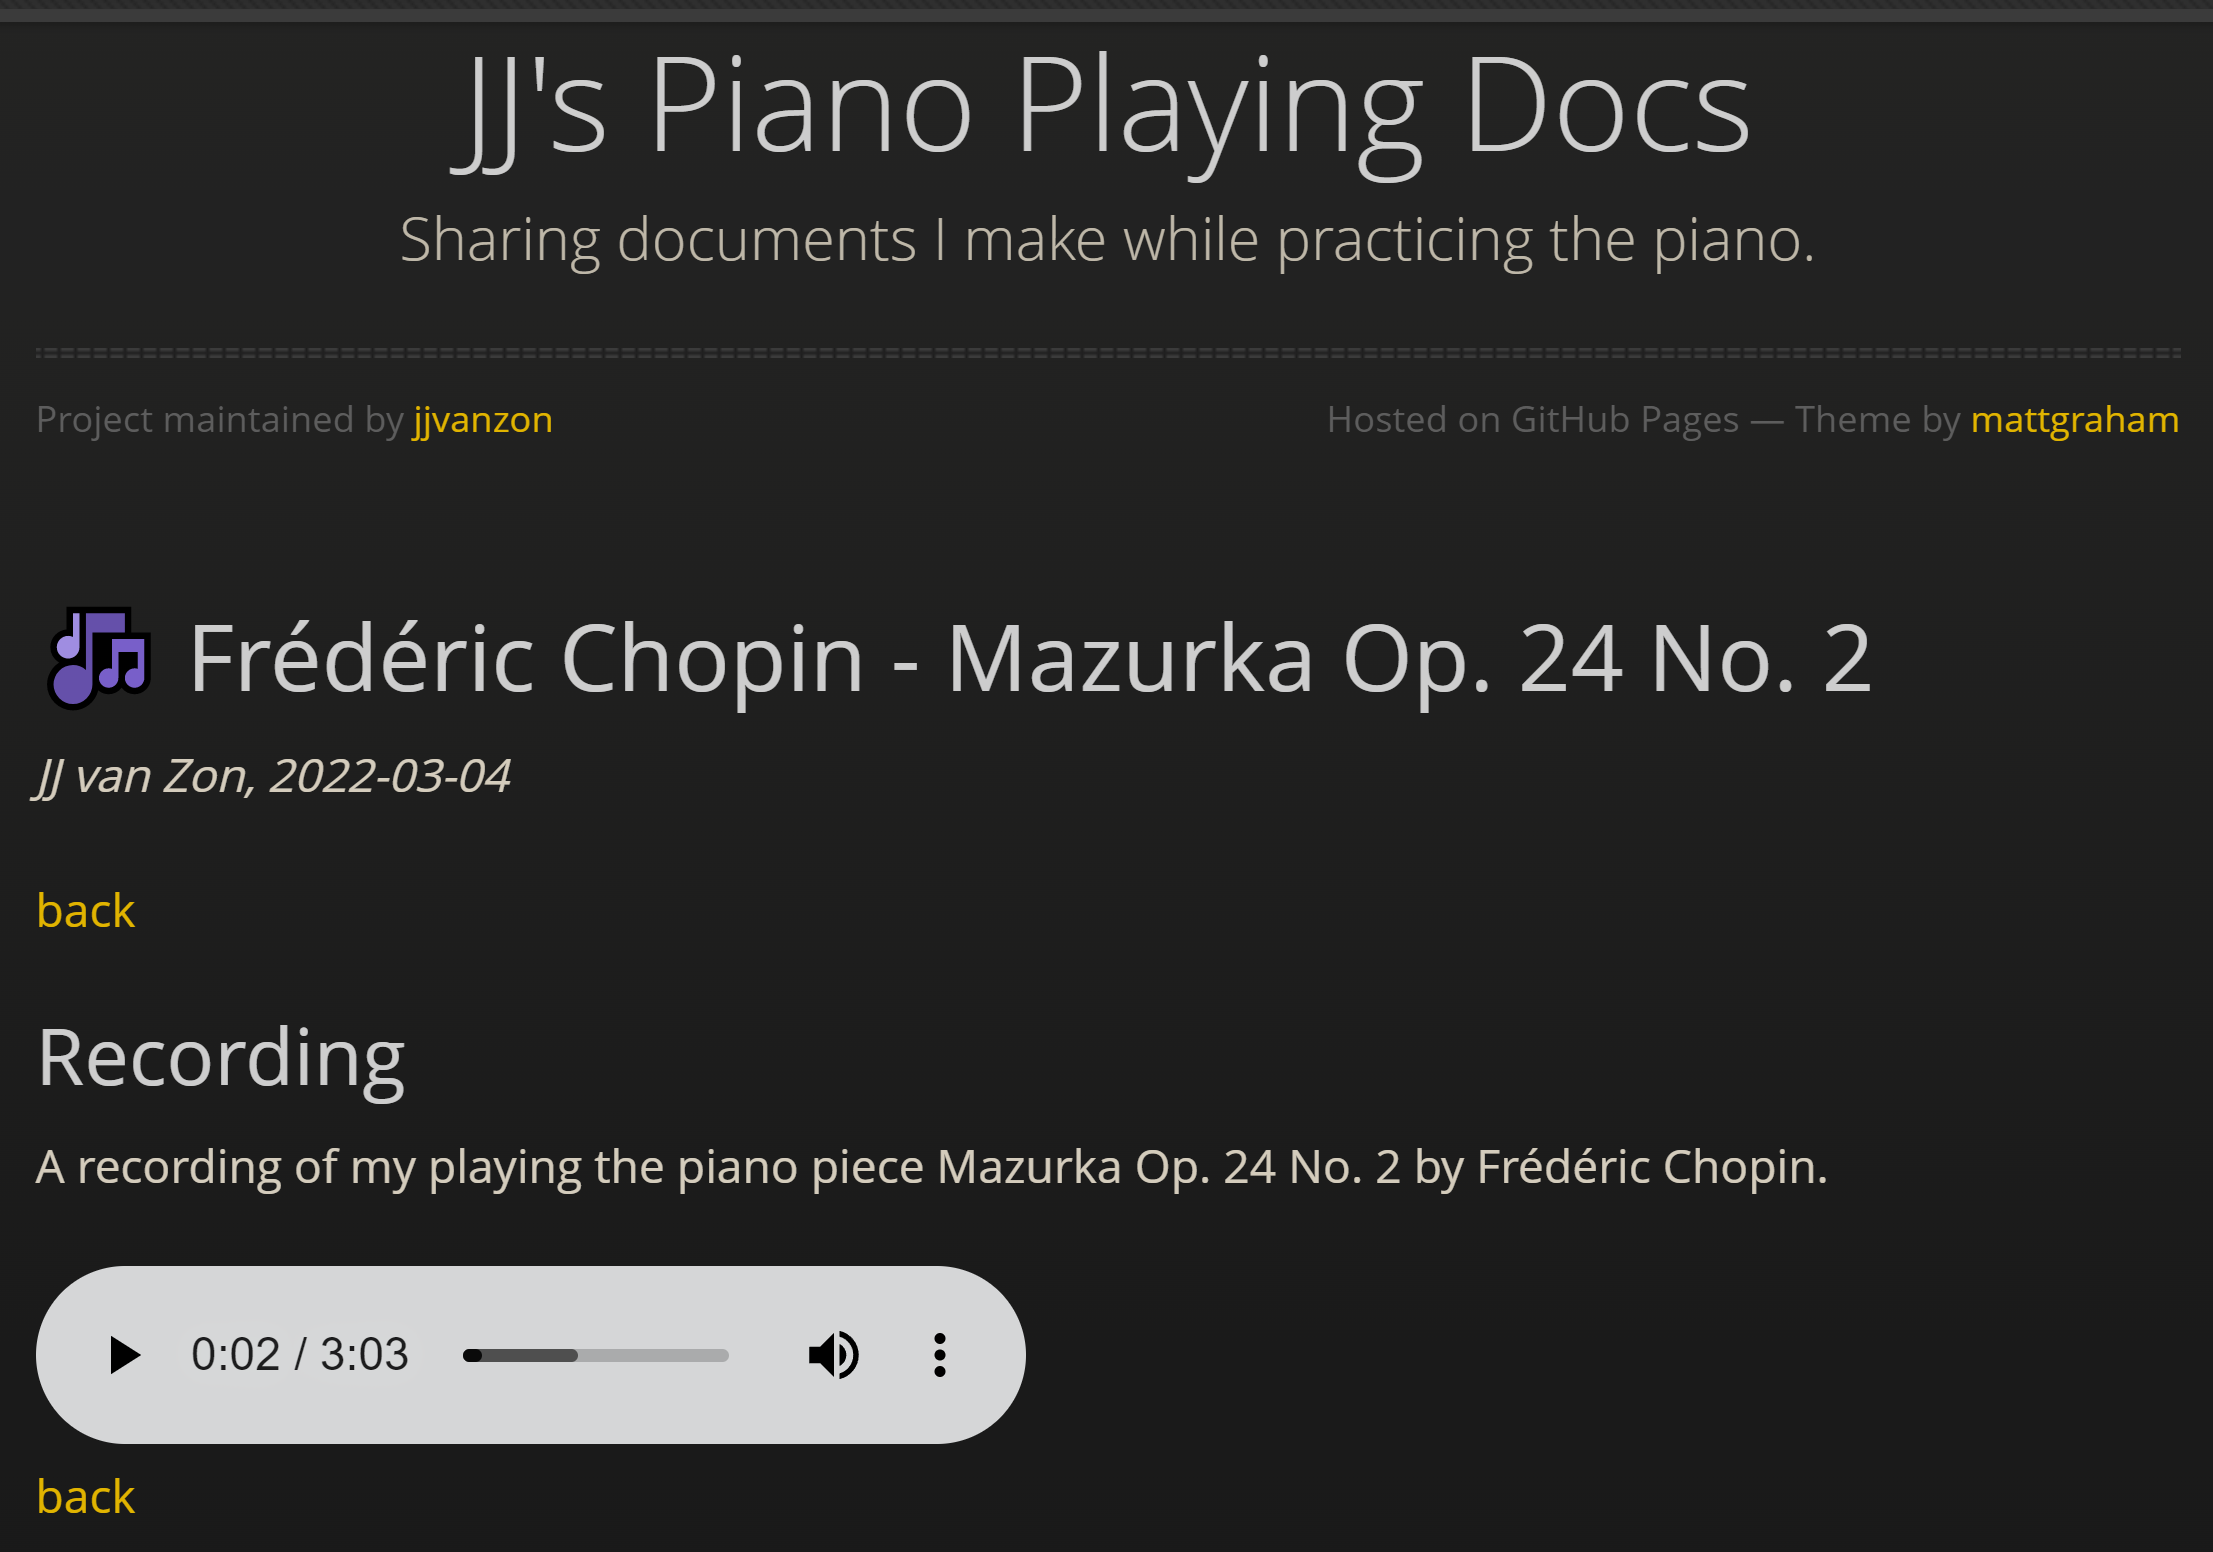 JJ's Piano Playing Docs
Sharing documents I make while practicing the piano.
Project maintained by jjvanzon
Hosted on GitHub Pages — Theme by mattgraham
Frédéric Chopin - Mazurka Op. 24 No. 2
JJ van Zon, 2022-03-04
back
Recording
A recording of my playing the piano piece Mazurka Op. 24 No. 2 by Frédéric Chopin.
0:02 / 3:03
back